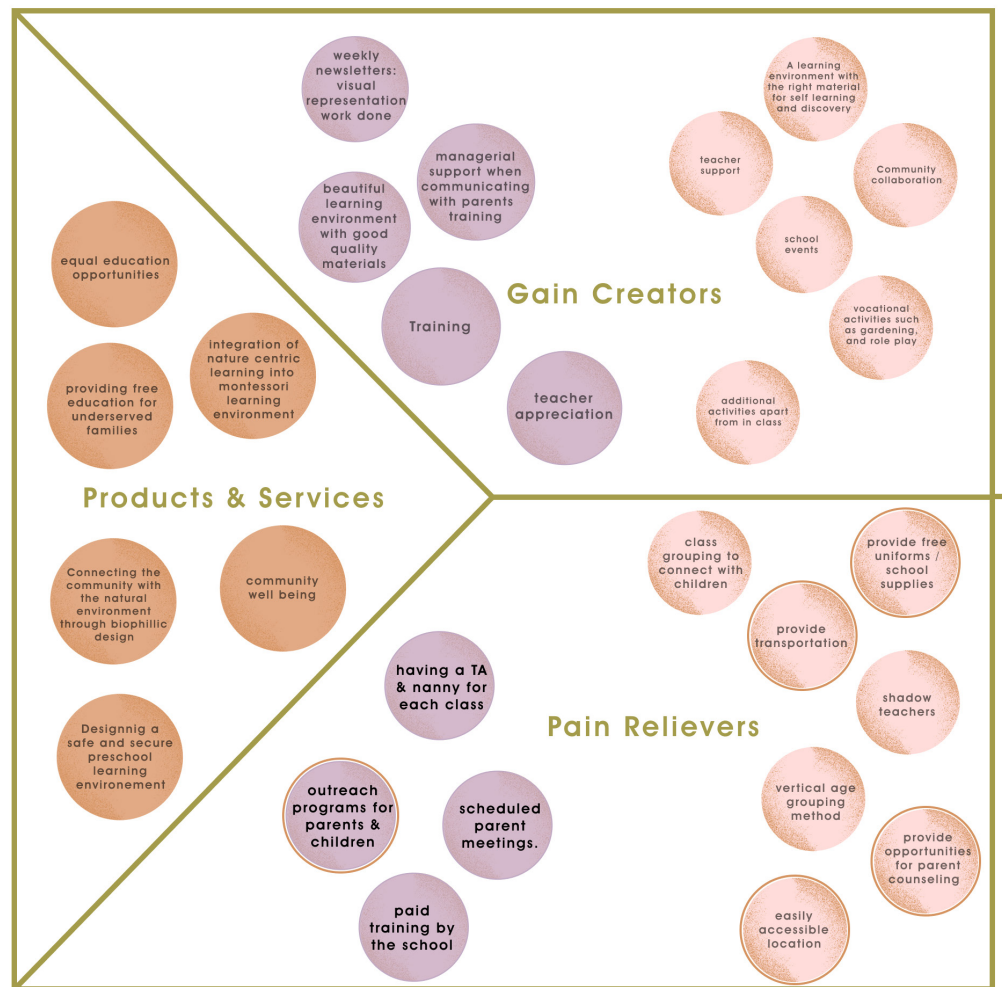 weekly
newsletters:
visual
representation
work done
managerial
support when
communicating
with parents
training
beautiful
learning
environment
with good
quality
materials
Training
teacher
appreciation
A learning
environment with
the right material
for self learning
and discovery
teacher
support
Community
collaboration
school
events
vocational
activities such
as gardening,
and role play
additional
activities apart
from in class
Gain Creators
equal education
opportunities
integration of
nature centric
learning into
montessori
learning
environment
providing free
education for
underserved
families
Products & Services
Connecting the
community with
the natural
environment
through biophillic
design
community
well being
Designnig a
safe and secure
preschool
learning
environement
class
grouping to
connect with
children
provide free
uniforms /
school
supplies
provide
transportation
shadow
teachers
Pain Relievers
having a TA
& nanny for
each class
outreach
programs for
parents &
children
scheduled
parent
meetings.
paid
training by
the school
vertical age
grouping
method
provide
opportunities
for parent
counseling
easily
accessible
location